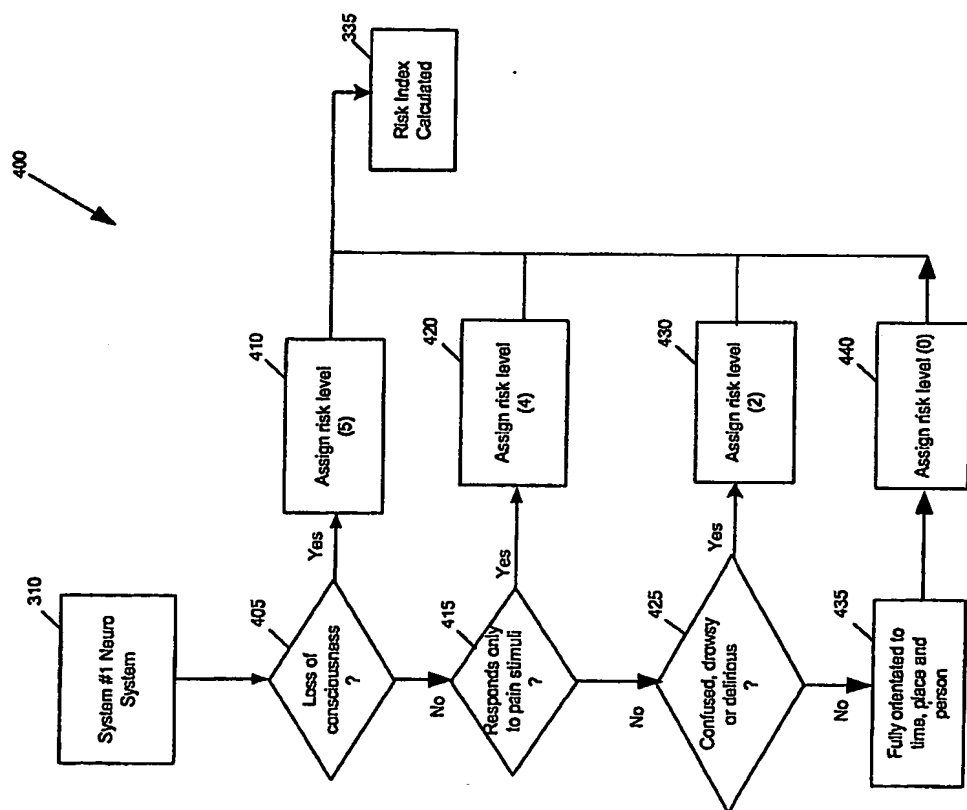 400
310
System #1 Neuro
System
405
Loss of
consciousness
?
Yes
No
410
Assign risk level
(5)
335
Risk Index
Calculated
415
Responds only
to pain stimuli
?
Yes
No
420
Assign risk level
(4)
425
Confused, drowsy
or delirious
?
Yes
No
430
Assign risk level
(2)
435
Fully orientated to
time, place and
person
440
Assign risk level (0)